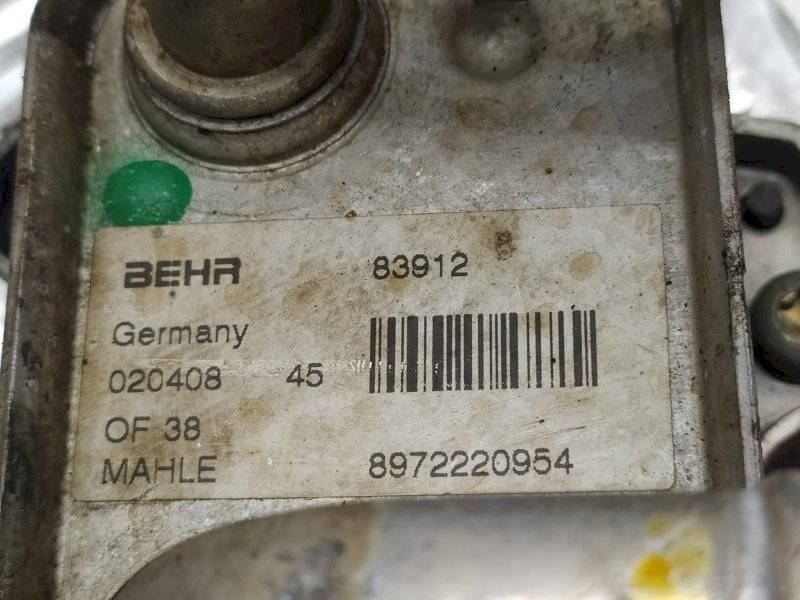 BEHR 83912
Germany
020408 45
OF 38
MAHLE 8972220954